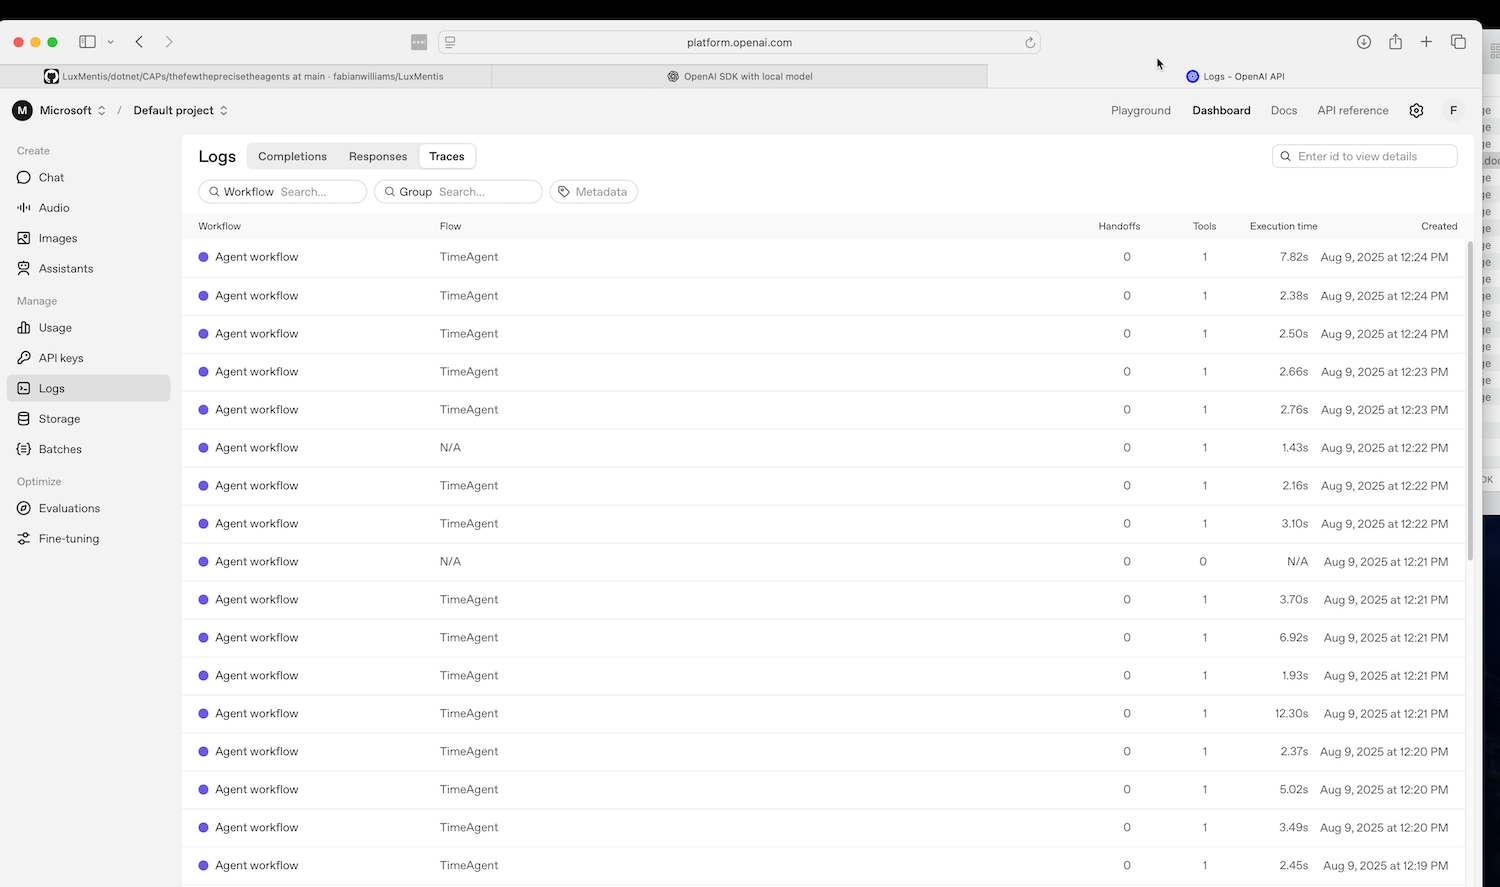 platform.openai.com
LuxMentis/dotnet/CAPs/thefewthepreciсetheagents at main · fabianwilliams/LuxMentis
OpenAI SDK with local model
Logs - OpenAI API
M Microsoft / Default project
Playground Dashboard Docs API reference F
Create
Chat
Audio
Images
Assistants
Manage
Usage
API keys
Logs
Storage
Batches
Optimize
Evaluations
Fine-tuning
Logs Completions Responses Traces
Enter id to view details
Workflow Search... Group Search... Metadata
Workflow Flow Handoffs Tools Execution time Created
Agent workflow TimeAgent 0 1 7.82s Aug 9, 2025 at 12:24 PM
Agent workflow TimeAgent 0 1 2.38s Aug 9, 2025 at 12:24 PM
Agent workflow TimeAgent 0 1 2.50s Aug 9, 2025 at 12:24 PM
Agent workflow TimeAgent 0 1 2.66s Aug 9, 2025 at 12:23 PM
Agent workflow TimeAgent 0 1 2.76s Aug 9, 2025 at 12:23 PM
Agent workflow N/A 0 1 1.43s Aug 9, 2025 at 12:22 PM
Agent workflow TimeAgent 0 1 2.16s Aug 9, 2025 at 12:22 PM
Agent workflow TimeAgent 0 1 3.10s Aug 9, 2025 at 12:22 PM
Agent workflow N/A 0 0 N/A Aug 9, 2025 at 12:21 PM
Agent workflow TimeAgent 0 1 3.70s Aug 9, 2025 at 12:21 PM
Agent workflow TimeAgent 0 1 6.92s Aug 9, 2025 at 12:21 PM
Agent workflow TimeAgent 0 1 1.93s Aug 9, 2025 at 12:21 PM
Agent workflow TimeAgent 0 1 12.30s Aug 9, 2025 at 12:21 PM
Agent workflow TimeAgent 0 1 2.37s Aug 9, 2025 at 12:20 PM
Agent workflow TimeAgent 0 1 5.02s Aug 9, 2025 at 12:20 PM
Agent workflow TimeAgent 0 1 3.49s Aug 9, 2025 at 12:20 PM
Agent workflow TimeAgent 0 1 2.45s Aug 9, 2025 at 12:19 PM